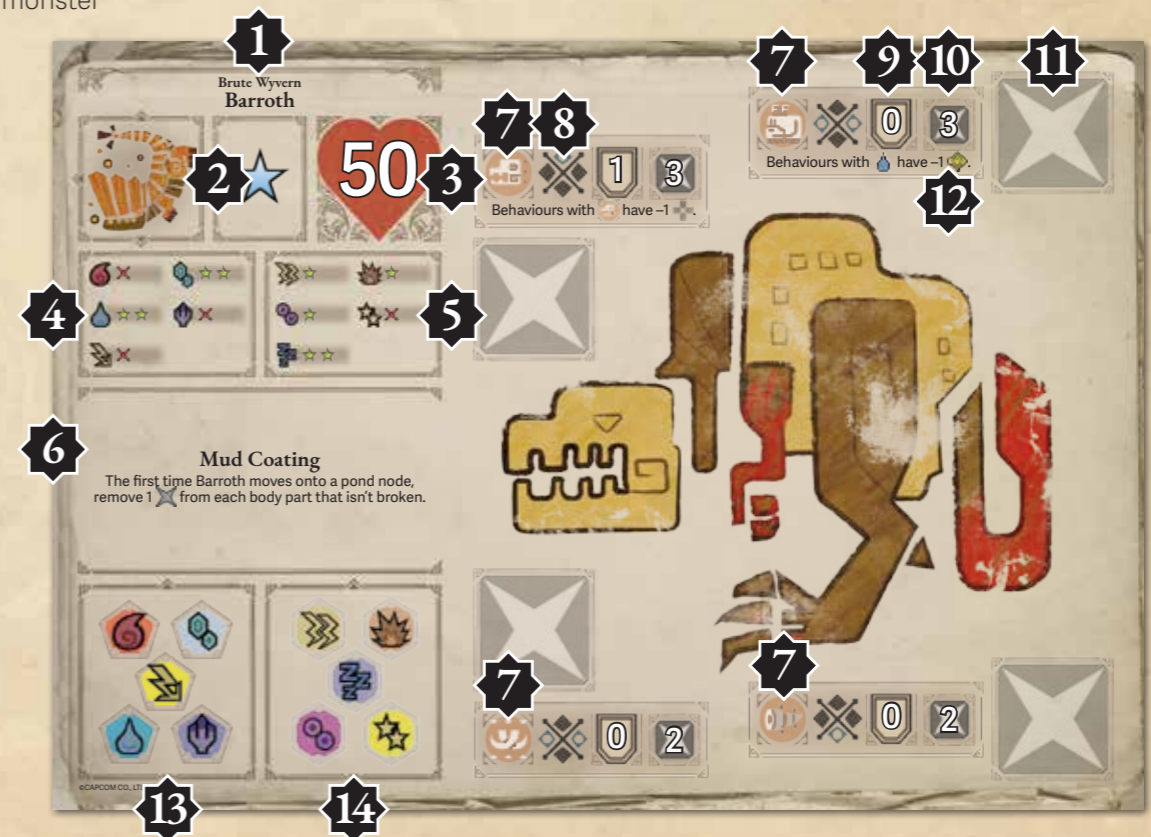 monster
1
Brute Wyvern
Barroth
2
50
3
4
5
6
Mud Coating
The first time Barroth moves onto a pond node,
remove 1 from each body part that isn't broken.
7
8
1
3
Behaviours with have –1 .
7
9
10
11
0
3
Behaviours with have –1 .
12
7
0
2
7
0
2
©CAPCOM CO., LT
13
14